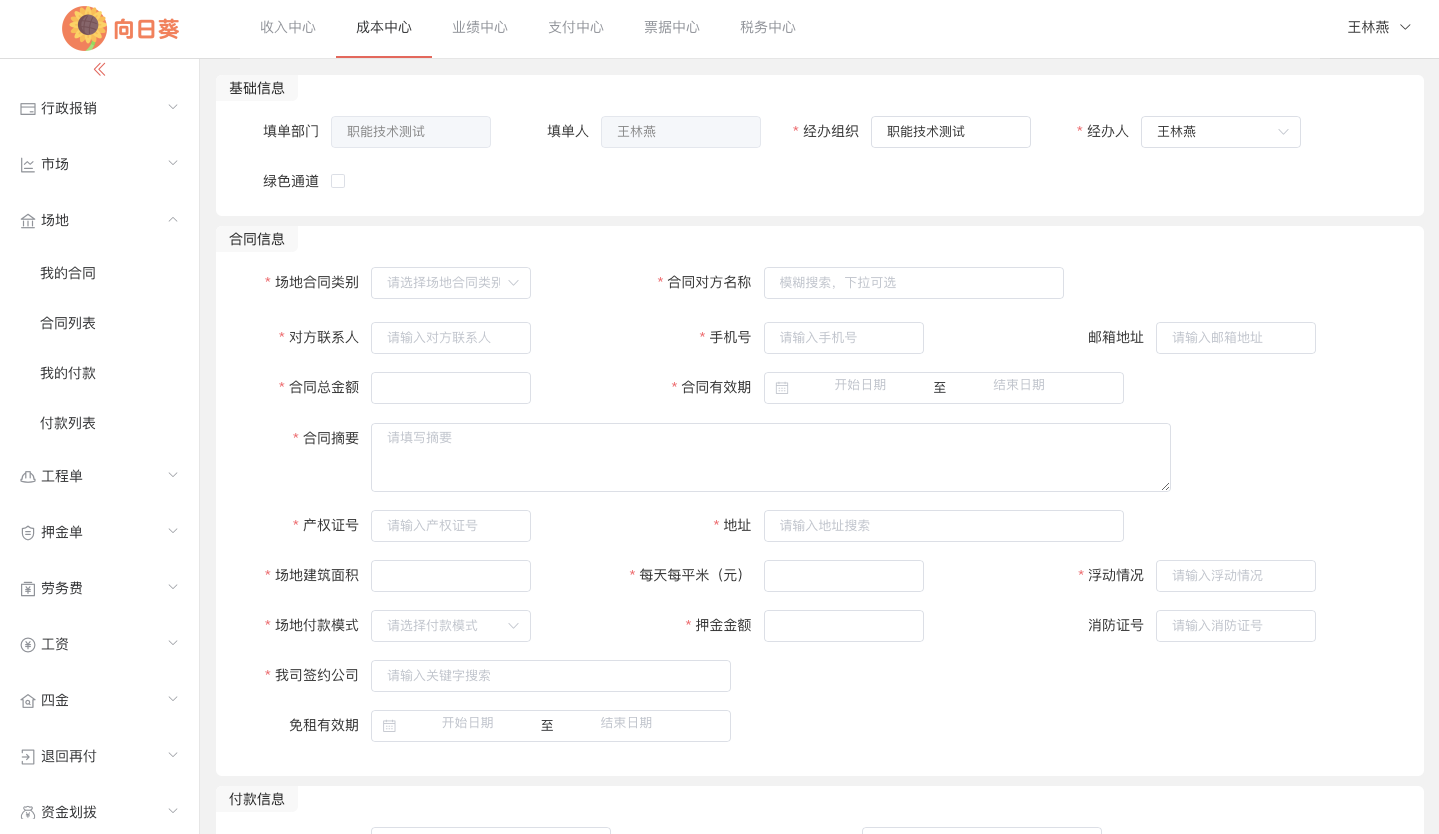 向日葵
收入中心 成本中心 业绩中心 支付中心 票据中心 税务中心
王林燕
行政报销
市场
场地
我的合同
合同列表
我的付款
付款列表
工程单
押金单
劳务费
工资
四金
退回再付
资金划拨
基础信息
填单部门 职能技术测试 填单人 王林燕 * 经办组织 职能技术测试 * 经办人 王林燕
绿色通道
合同信息
* 场地合同类别 请选择场地合同类别 * 合同对方名称 模糊搜索，下拉可选
* 对方联系人 请输入对方联系人 * 手机号 请输入手机号 邮箱地址 请输入邮箱地址
* 合同总金额 * 合同有效期 开始日期 至 结束日期
* 合同摘要 请填写摘要
* 产权证号 请输入产权证号 * 地址 请输入地址搜索
* 场地建筑面积 * 每天每平米（元） * 浮动情况 请输入浮动情况
* 场地付款模式 请选择付款模式 * 押金金额 消防证号 请输入消防证号
* 我司签约公司 请输入关键字搜索
免租有效期 开始日期 至 结束日期
付款信息